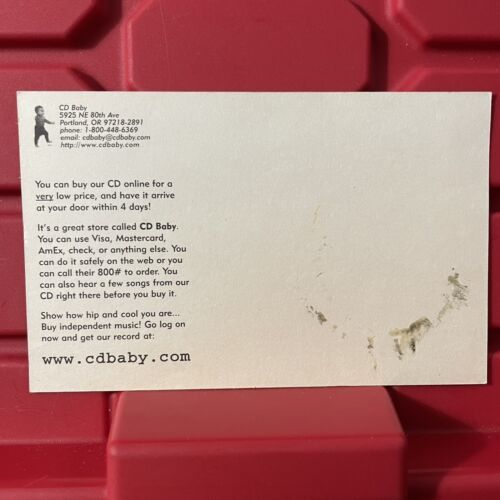 CD Baby
5925 NE 80th Ave
Portland, OR 97218-2891
phone: 1-800-448-6369
email: cdbaby@cdbaby.com
http://www.cdbaby.com
You can buy our CD online for a
very low price, and have it arrive
at your door within 4 days!
It's a great store called CD Baby.
You can use Visa, Mastercard,
AmEx, check, or anything else. You
can do it safely on the web or you
can call their 800# to order. You
can also hear a few songs from our
CD right there before you buy it.
Show how hip and cool you are...
Buy independent music! Go log on
now and get our record at:
www.cdbaby.com